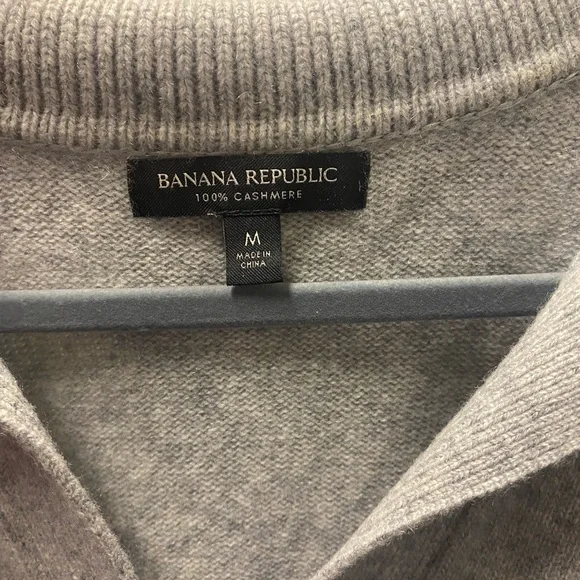 BANANA REPUBLIC
100% CASHMERE
M
MADE IN
CHINA